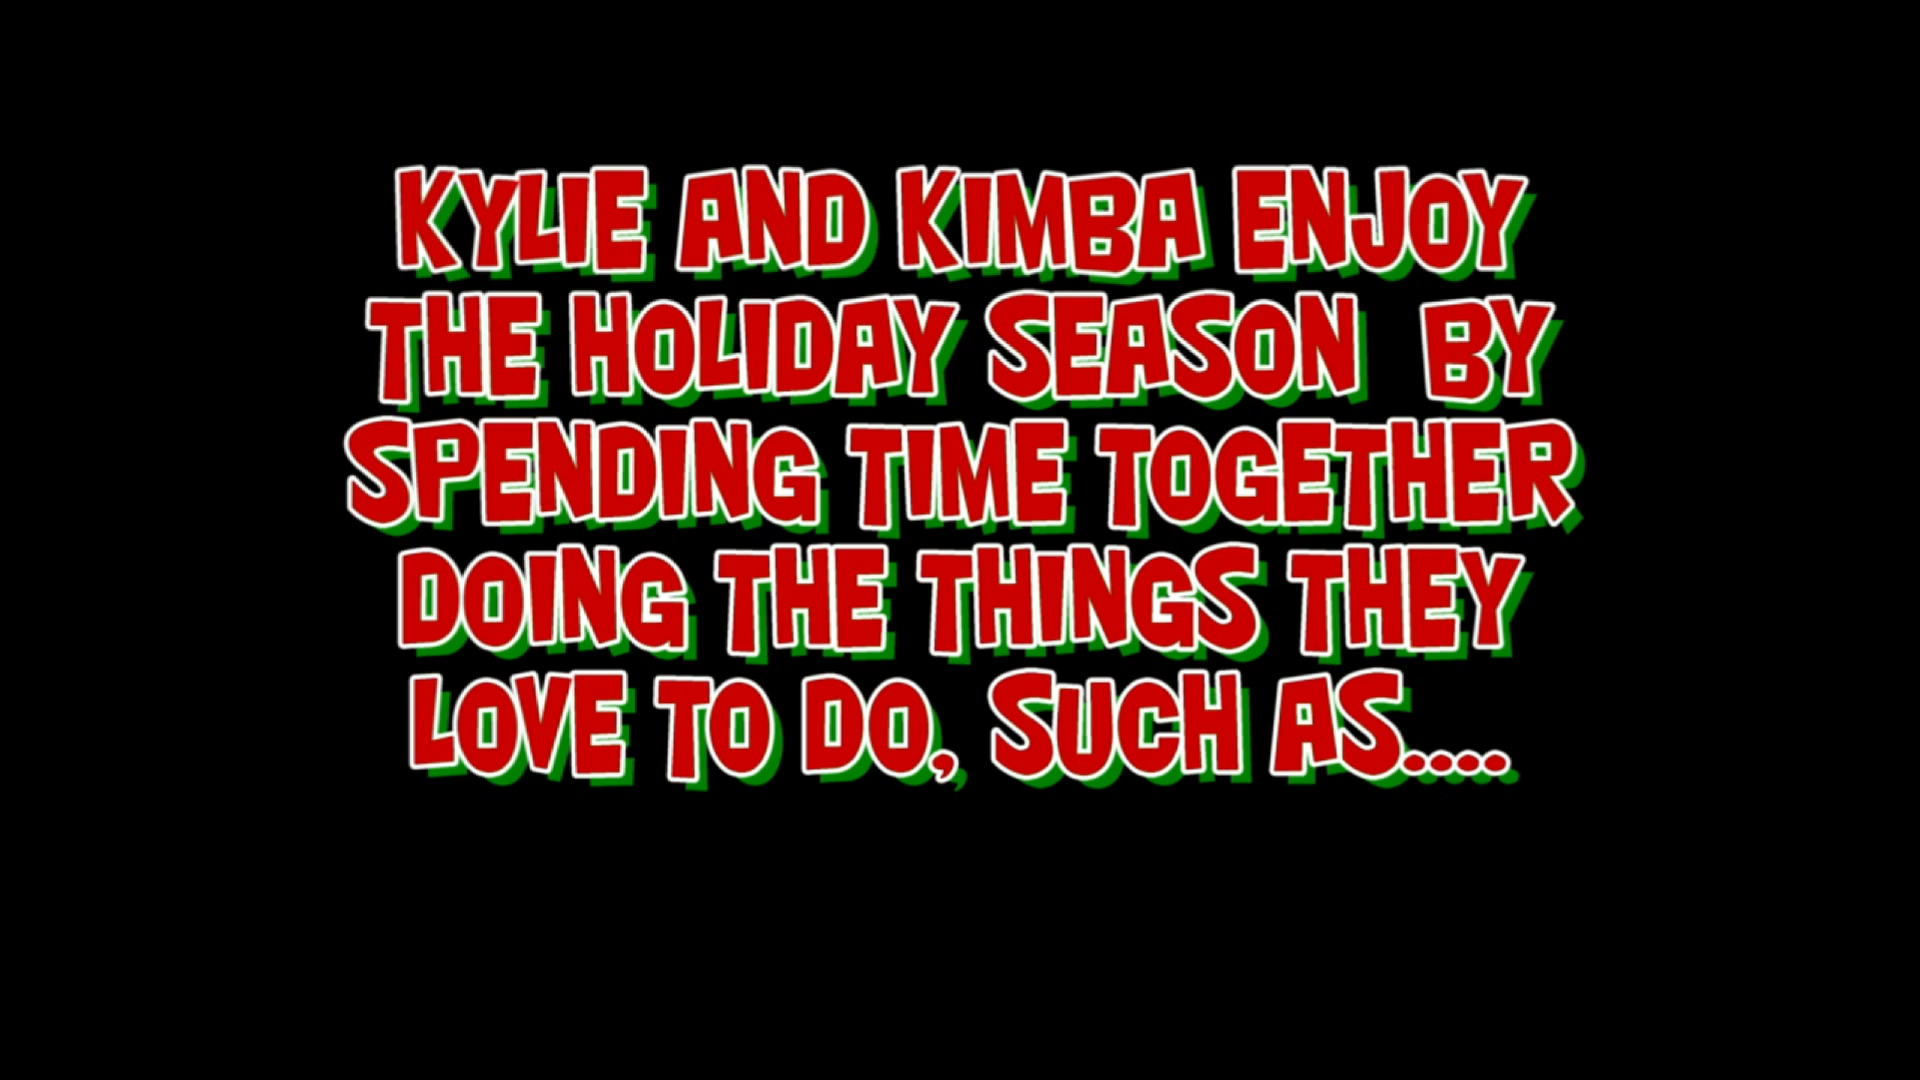 KYLIE AND KIMBA ENJOY
THE HOLIDAY SEASON  BY
SPENDING TIME TOGETHER
DOING THE THINGS THEY
LOVE TO DO, SUCH AS....